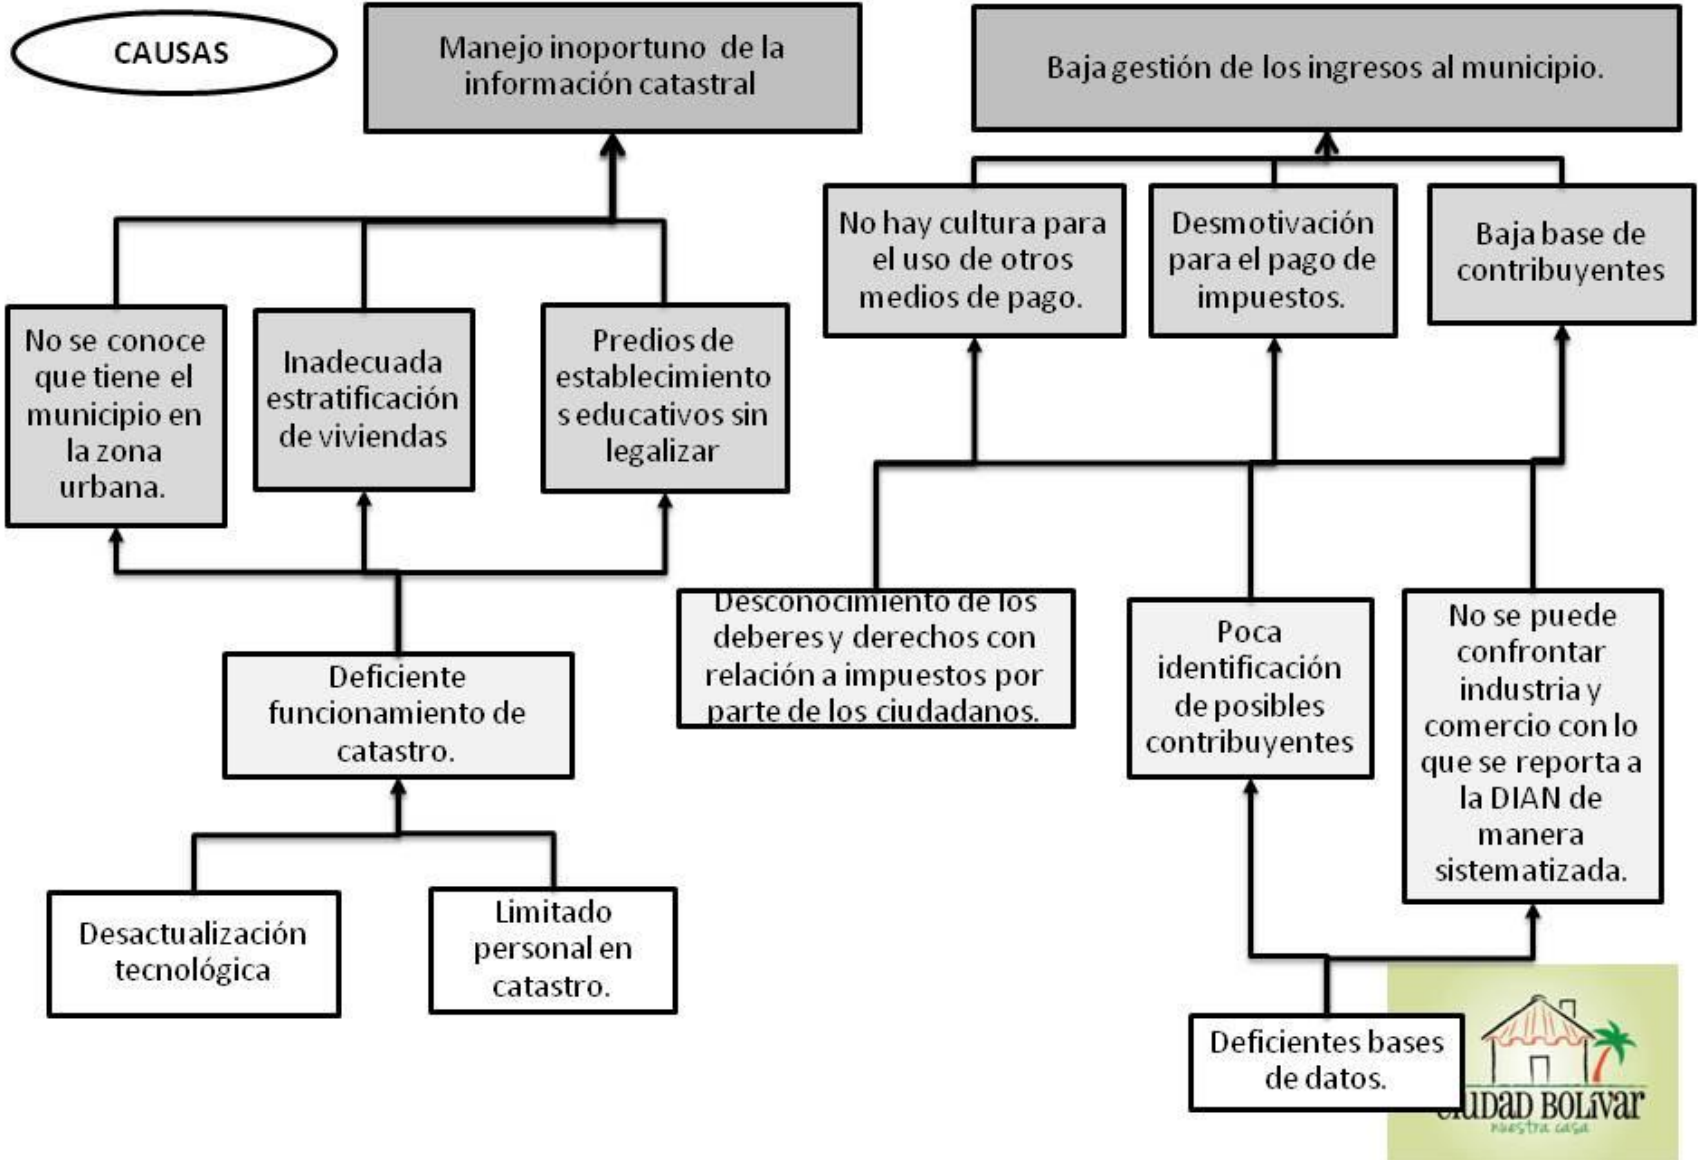 CAUSAS
Manejo inoportuno de la
información catastral
Baja gestión de los ingresos al municipio.
No hay cultura para
el uso de otros
medios de pago.
Desmotivación
para el pago de
impuestos.
Baja base de
contribuyentes
No se conoce
que tiene el
municipio en
la zona
urbana.
Inadecuada
estratificación
de viviendas
Predios de
establecimiento
s educativos sin
legalizar
Desconocimiento de los
deberes y derechos con
relación a impuestos por
parte de los ciudadanos.
Poca
identificación
de posibles
contribuyentes
No se puede
confrontar
industria y
comercio con lo
que se reporta a
la DIAN de
manera
sistematizada.
Deficiente
funcionamiento de
catastro.
Desactualización
tecnológica
Limitado
personal en
catastro.
Deficientes bases
de datos.
CIUDAD BOLÍVAR
nuestra casa